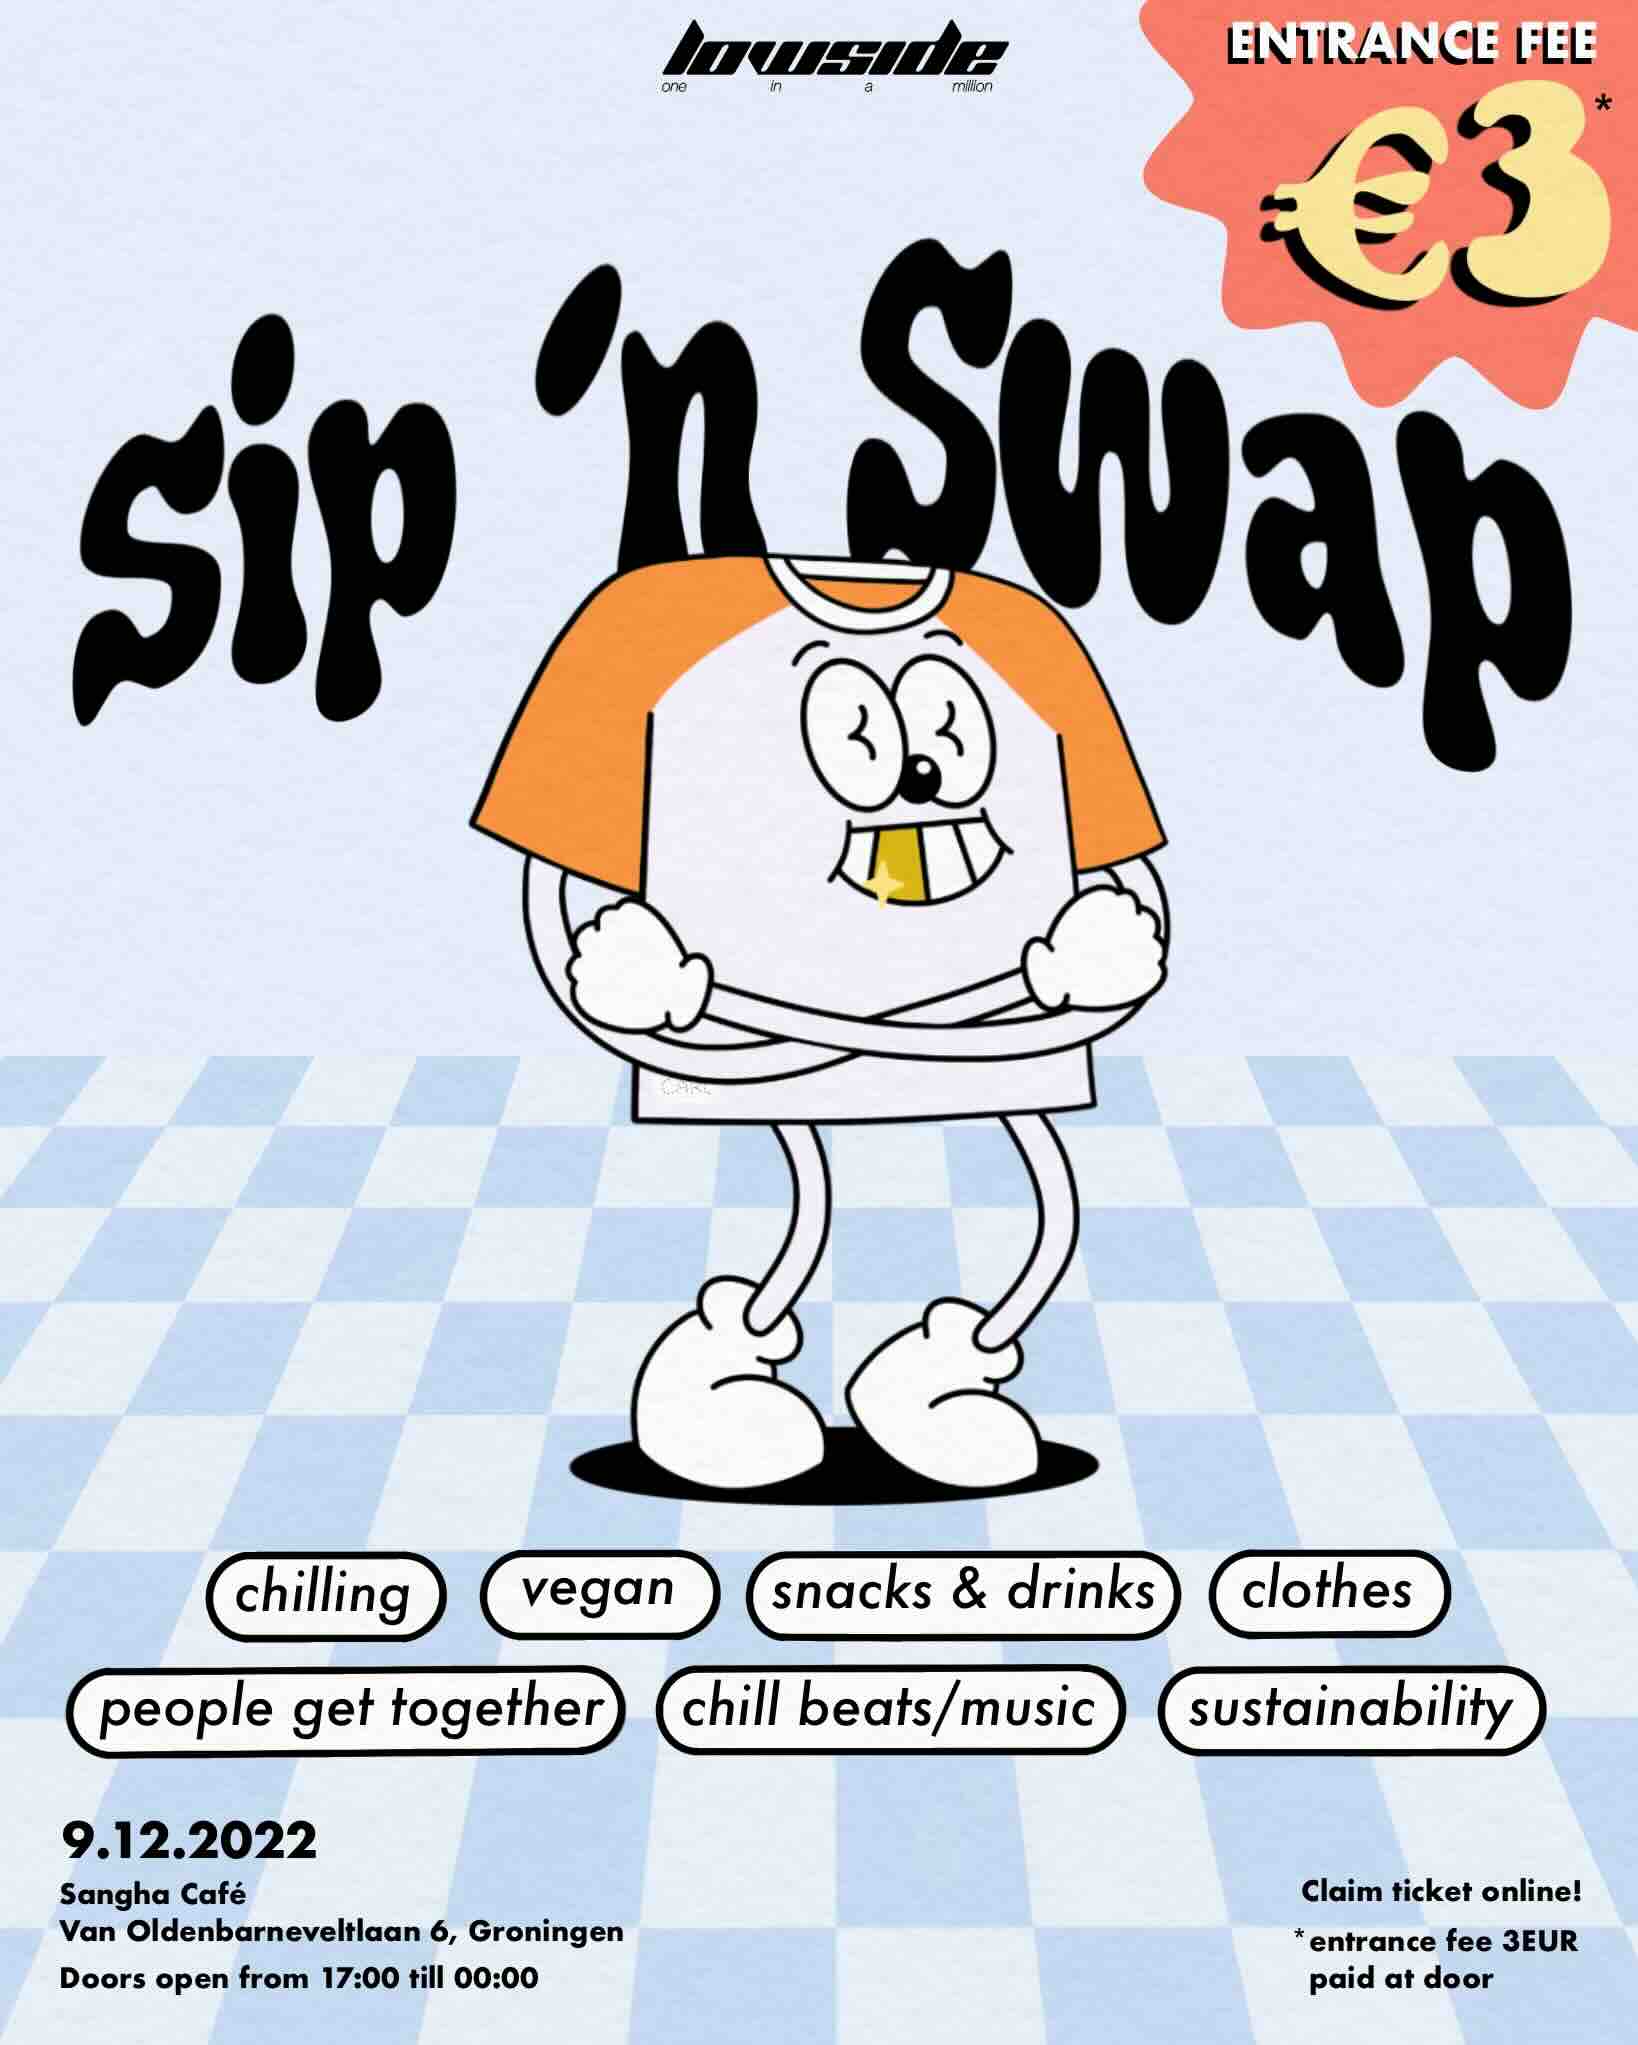 lowside
one in a million
ENTRANCE FEE
€3*
Sip 'n Swap
CARL
chilling
vegan
snacks & drinks
clothes
people get together
chill beats/music
sustainability
9.12.2022
Sangha Café
Van Oldenbarneveltlaan 6, Groningen
Doors open from 17:00 till 00:00
Claim ticket online!
*entrance fee 3EUR
paid at door